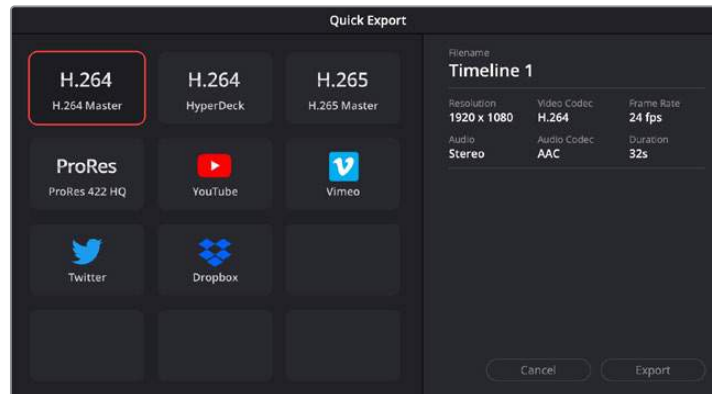 Quick Export
H.264
H.264 Master
H.264
HyperDeck
H.265
H.265 Master
ProRes
ProRes 422 HQ
YouTube
Vimeo
Twitter
Dropbox
Filename
Timeline 1
Resolution Video Codec Frame Rate
1920 x 1080 H.264 24 fps
Audio Audio Codec Duration
Stereo AAC 32s
Cancel Export